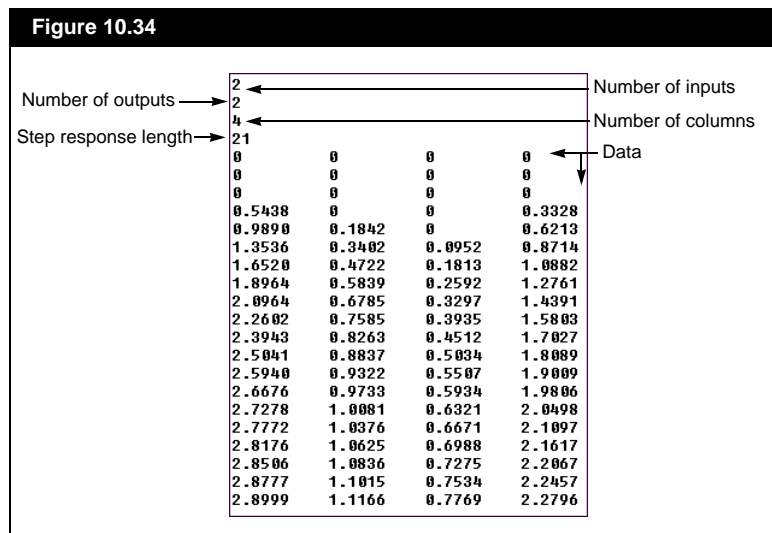 Figure 10.34
2 Number of inputs
Number of outputs 2
4 Number of columns
Step response length 21
0 0 0 0 Data
0 0 0 0
0 0 0 0
0.5438 0 0 0.3328
0.9890 0.1842 0 0.6213
1.3536 0.3402 0.0952 0.8714
1.6520 0.4722 0.1813 1.0882
1.8964 0.5839 0.2592 1.2761
2.0964 0.6785 0.3297 1.4391
2.2602 0.7585 0.3935 1.5803
2.3943 0.8263 0.4512 1.7027
2.5041 0.8837 0.5034 1.8089
2.5940 0.9322 0.5507 1.9009
2.6676 0.9733 0.5934 1.9806
2.7278 1.0081 0.6321 2.0498
2.7772 1.0376 0.6671 2.1097
2.8176 1.0625 0.6988 2.1617
2.8506 1.0836 0.7275 2.2067
2.8777 1.1015 0.7534 2.2457
2.8999 1.1166 0.7769 2.2796